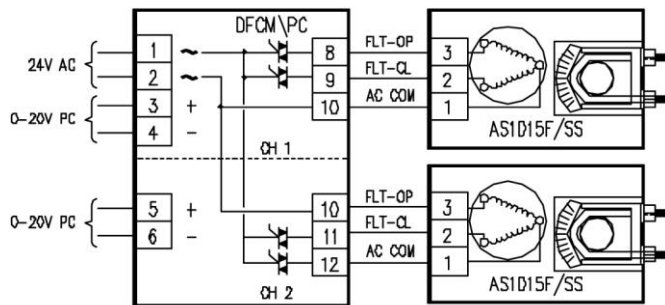 DFCM\PC
24V AC
1 ~
2 ~
0-20V PC
3 +
4 -
CH 1
8 FLT-OP 3
9 FLT-CL 2
10 AC COM 1
AS1D15F/SS
0-20V PC
5 +
6 -
CH 2
10 FLT-OP 3
11 FLT-CL 2
12 AC COM 1
AS1D15F/SS